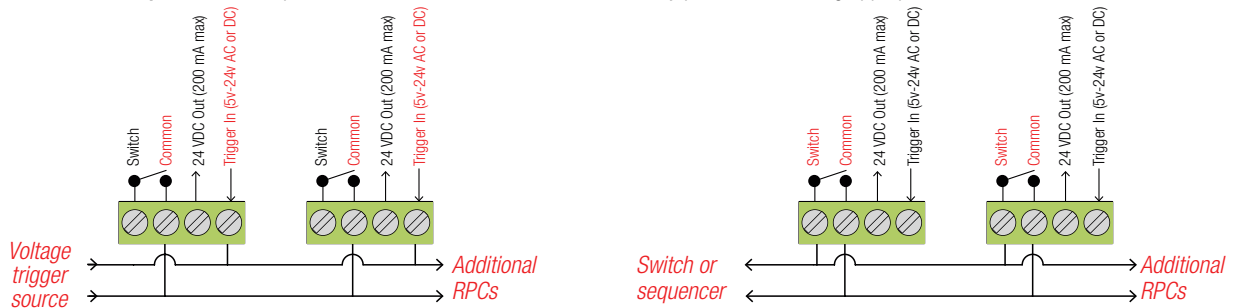 Switch
Common
24 VDC Out (200 mA max)
Trigger In (5v-24v AC or DC)
Switch
Common
24 VDC Out (200 mA max)
Trigger In (5v-24v AC or DC)
Voltage
trigger
source
Additional
RPCs
Switch
Common
24 VDC Out (200 mA max)
Trigger In (5v-24v AC or DC)
Switch
Common
24 VDC Out (200 mA max)
Trigger In (5v-24v AC or DC)
Switch or
sequencer
Additional
RPCs